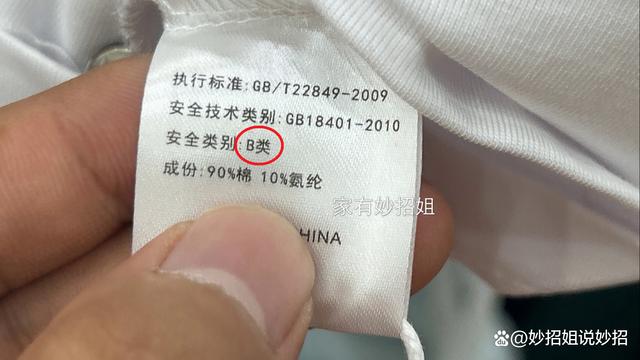 执行标准:GB/T22849-2009
安全技术类别:GB18401-2010
安全类别:B类
成份:90%棉 10%氨纶
家有妙招姐
HINA
@妙招姐说妙招